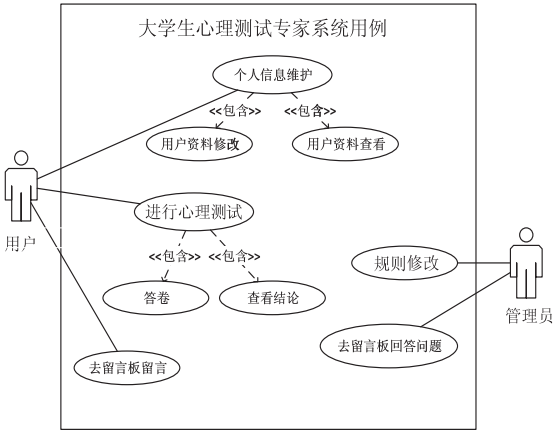 大学生心理测试专家系统用例
个人信息维护
<<包含>> <<包含>>
用户资料修改 用户资料查看
进行心理测试
用户
<<包含>> <<包含>>
规则修改
答卷 查看结论
管理员
去留言板回答问题
去留言板留言